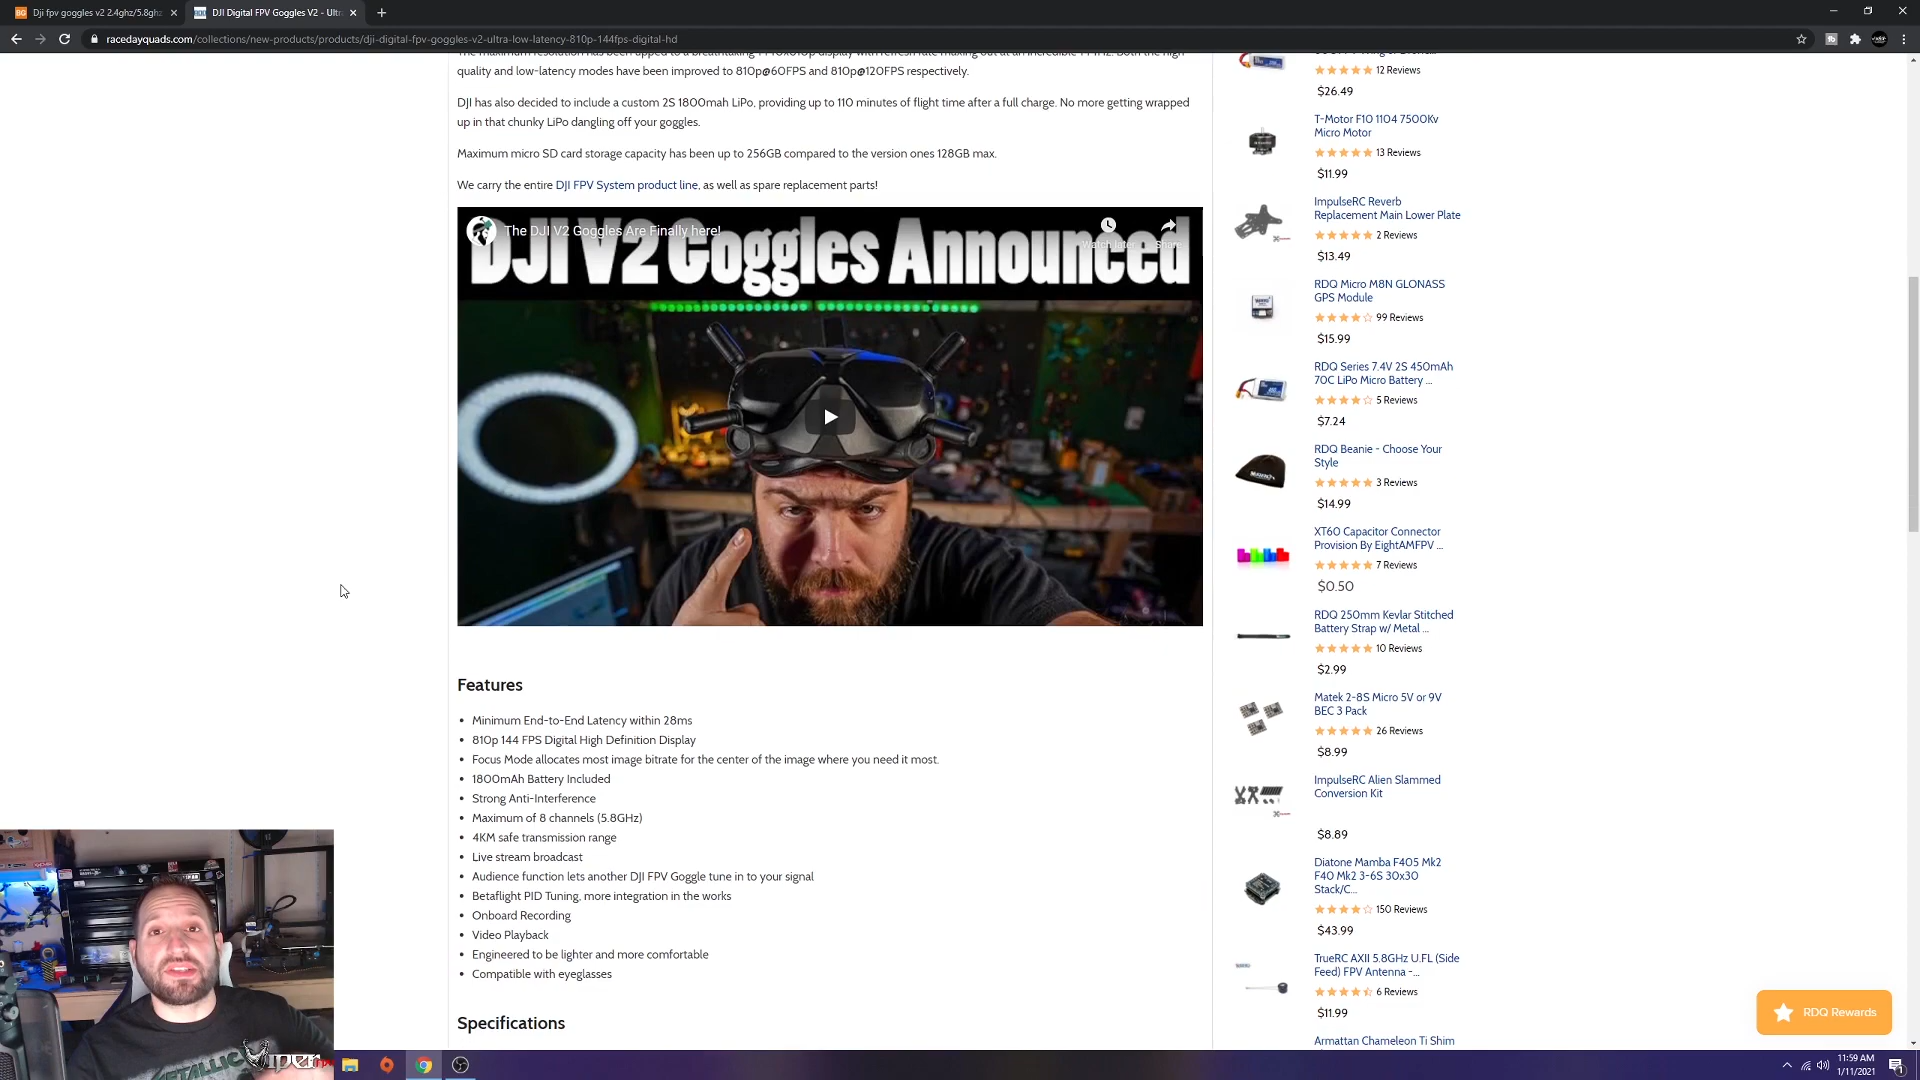 Dji fpv goggles v2 2.4ghz/5.8ghz
DJI Digital FPV Goggles V2 - Ultr
racedayquads.com/collections/new-products/products/dji-digital-fpv-goggles-v2-ultra-low-latency-810p-144fps-digital-hd
quality and low-latency modes have been improved to 810p@60FPS and 810p@120FPS respectively.
DJI has also decided to include a custom 2S 1800mah LiPo, providing up to 110 minutes of flight time after a full charge. No more getting wrapped
up in that chunky LiPo dangling off your goggles.
Maximum micro SD card storage capacity has been up to 256GB compared to the version ones 128GB max.
We carry the entire DJI FPV System product line, as well as spare replacement parts!
The DJI V2 Goggles Are Finally here!
Watch later
Share
DJI V2 Goggles Announced
Features
• Minimum End-to-End Latency within 28ms
• 810p 144 FPS Digital High Definition Display
• Focus Mode allocates most image bitrate for the center of the image where you need it most.
• 1800mAh Battery Included
• Strong Anti-Interference
• Maximum of 8 channels (5.8GHz)
• 4KM safe transmission range
• Live stream broadcast
• Audience function lets another DJI FPV Goggle tune in to your signal
• Betaflight PID Tuning, more integration in the works
• Onboard Recording
• Video Playback
• Engineered to be lighter and more comfortable
• Compatible with eyeglasses
Specifications
12 Reviews
$26.49
T-Motor F10 1104 7500Kv
Micro Motor
13 Reviews
$11.99
ImpulseRC Reverb
Replacement Main Lower Plate
2 Reviews
$13.49
RDQ Micro M8N GLONASS
GPS Module
99 Reviews
$15.99
RDQ Series 7.4V 2S 450mAh
70C LiPo Micro Battery ...
5 Reviews
$7.24
RDQ Beanie - Choose Your
Style
3 Reviews
$14.99
XT60 Capacitor Connector
Provision By EightAMFPV ...
7 Reviews
$0.50
RDQ 250mm Kevlar Stitched
Battery Strap w/ Metal ...
10 Reviews
$2.99
Matek 2-8S Micro 5V or 9V
BEC 3 Pack
26 Reviews
$8.99
ImpulseRC Alien Slammed
Conversion Kit
$8.89
Diatone Mamba F405 Mk2
F40 Mk2 3-6S 30x30
Stack/C...
150 Reviews
$43.99
TrueRC AXII 5.8GHz U.FL (Side
Feed) FPV Antenna -...
6 Reviews
$11.99
Armattan Chameleon Ti Shim
RDQ Rewards
METALLIC
Viper FPV
11:59 AM
1/11/2021